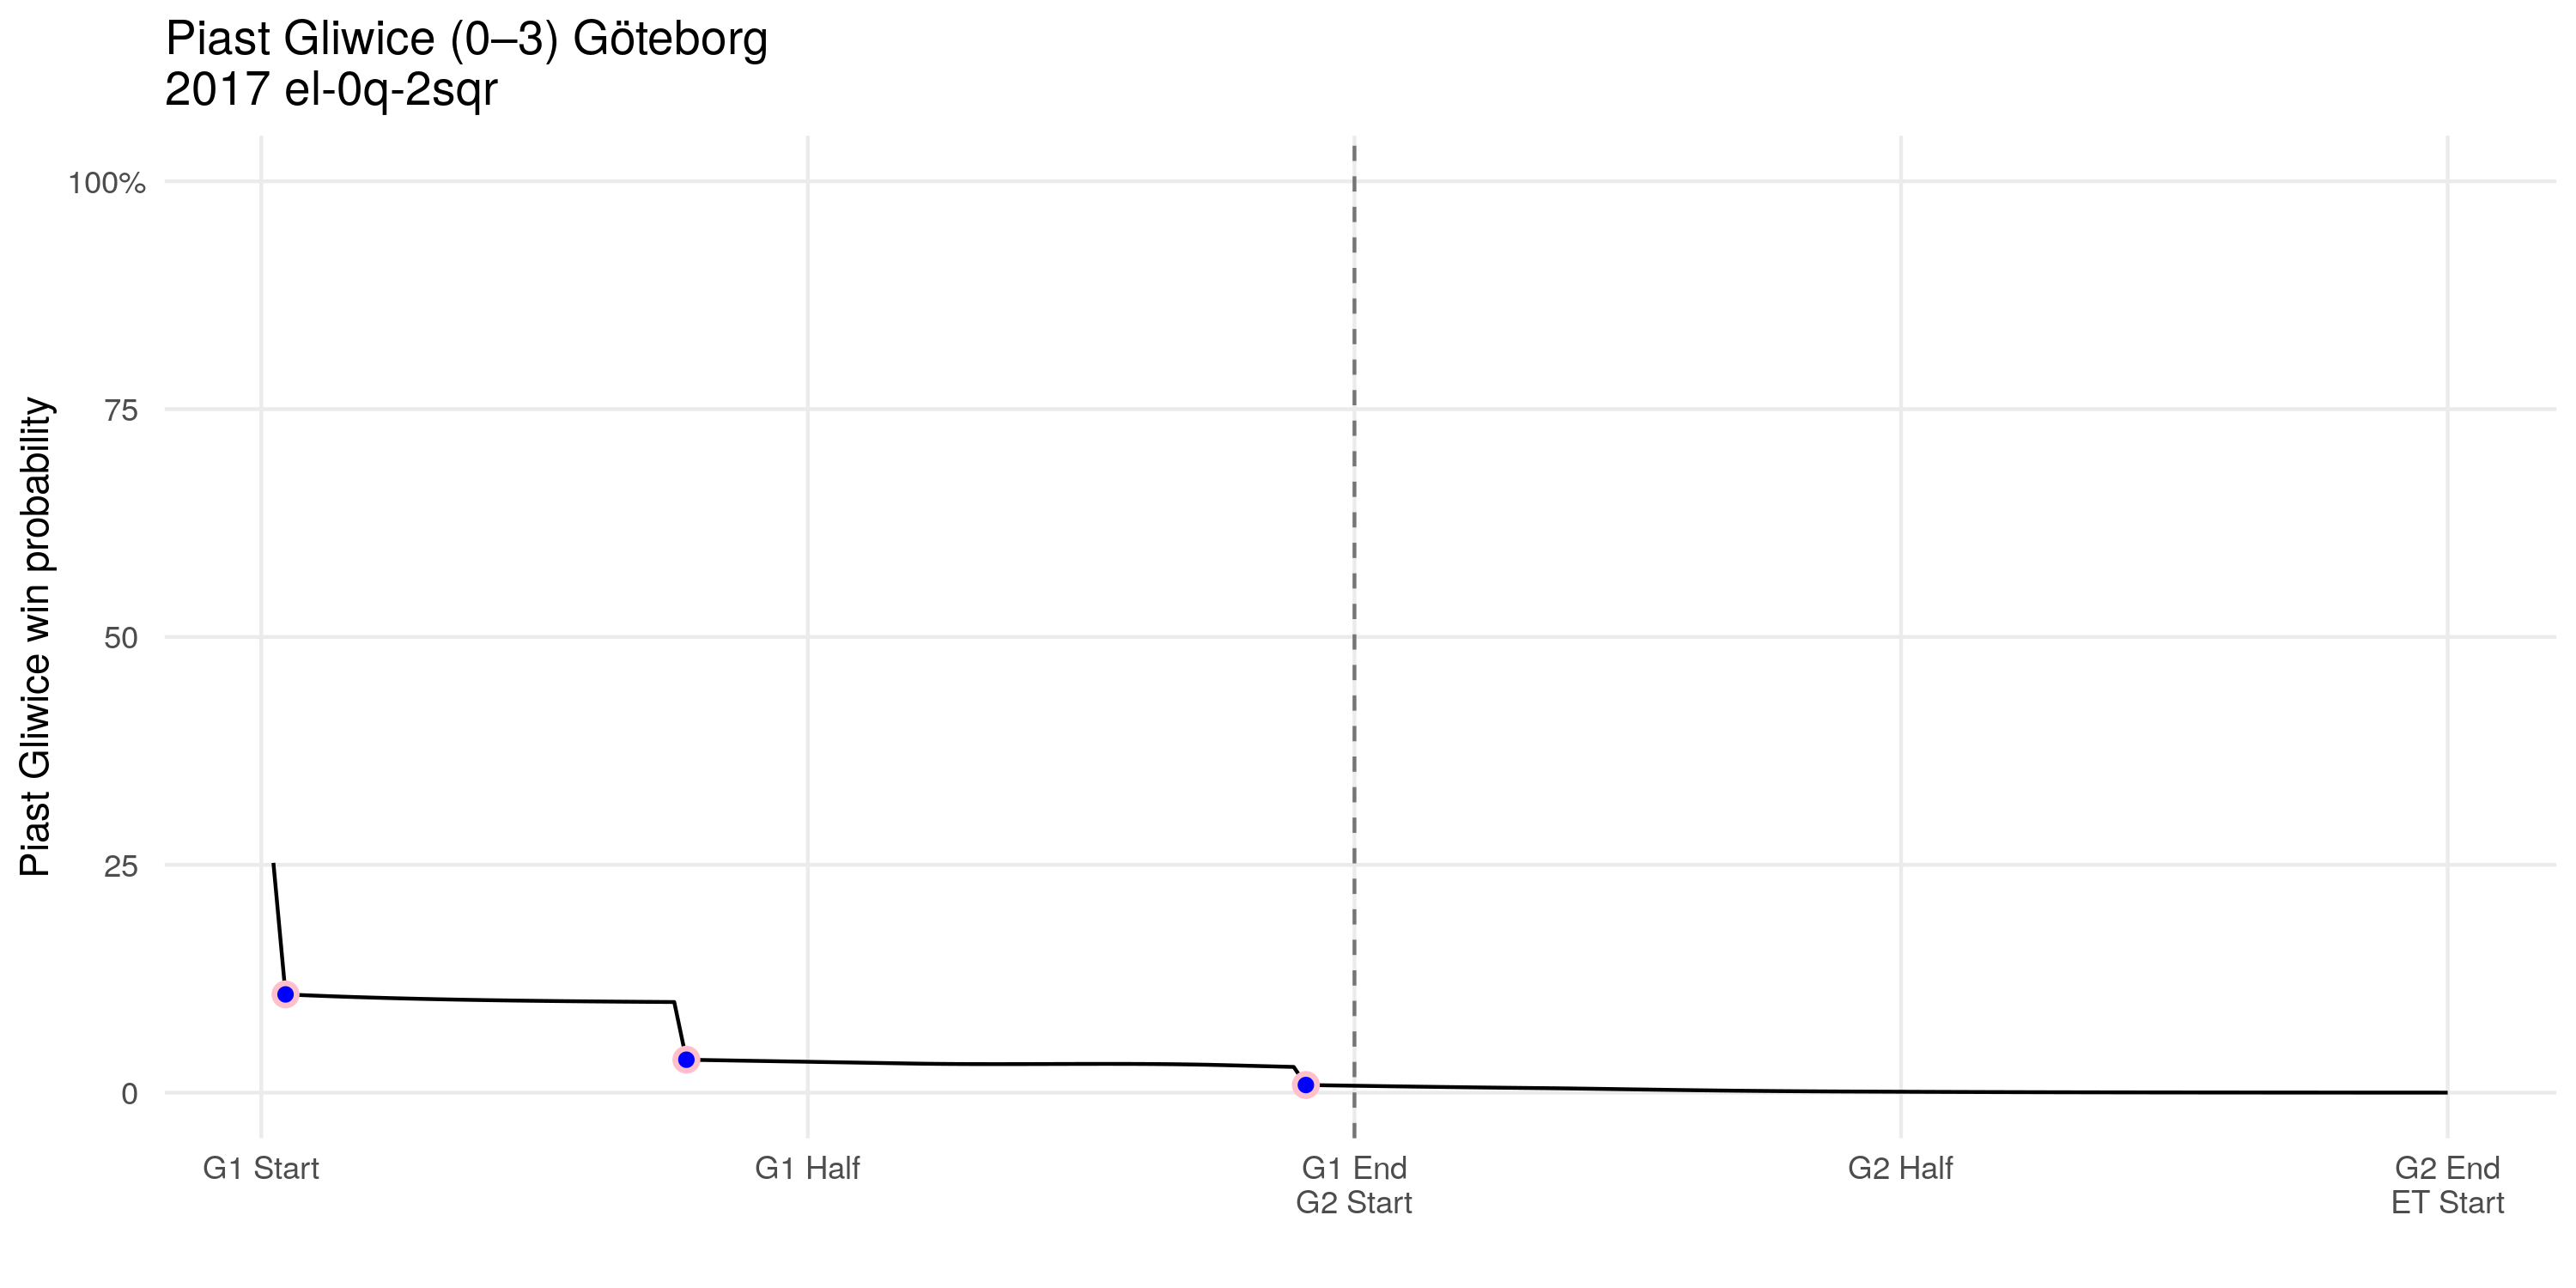 Piast Gliwice (0–3) Göteborg
2017 el-0q-2sqr
Piast Gliwice win probability
100%
75
50
25
0
G1 Start
G1 Half
G1 End
G2 Start
G2 Half
G2 End
ET Start